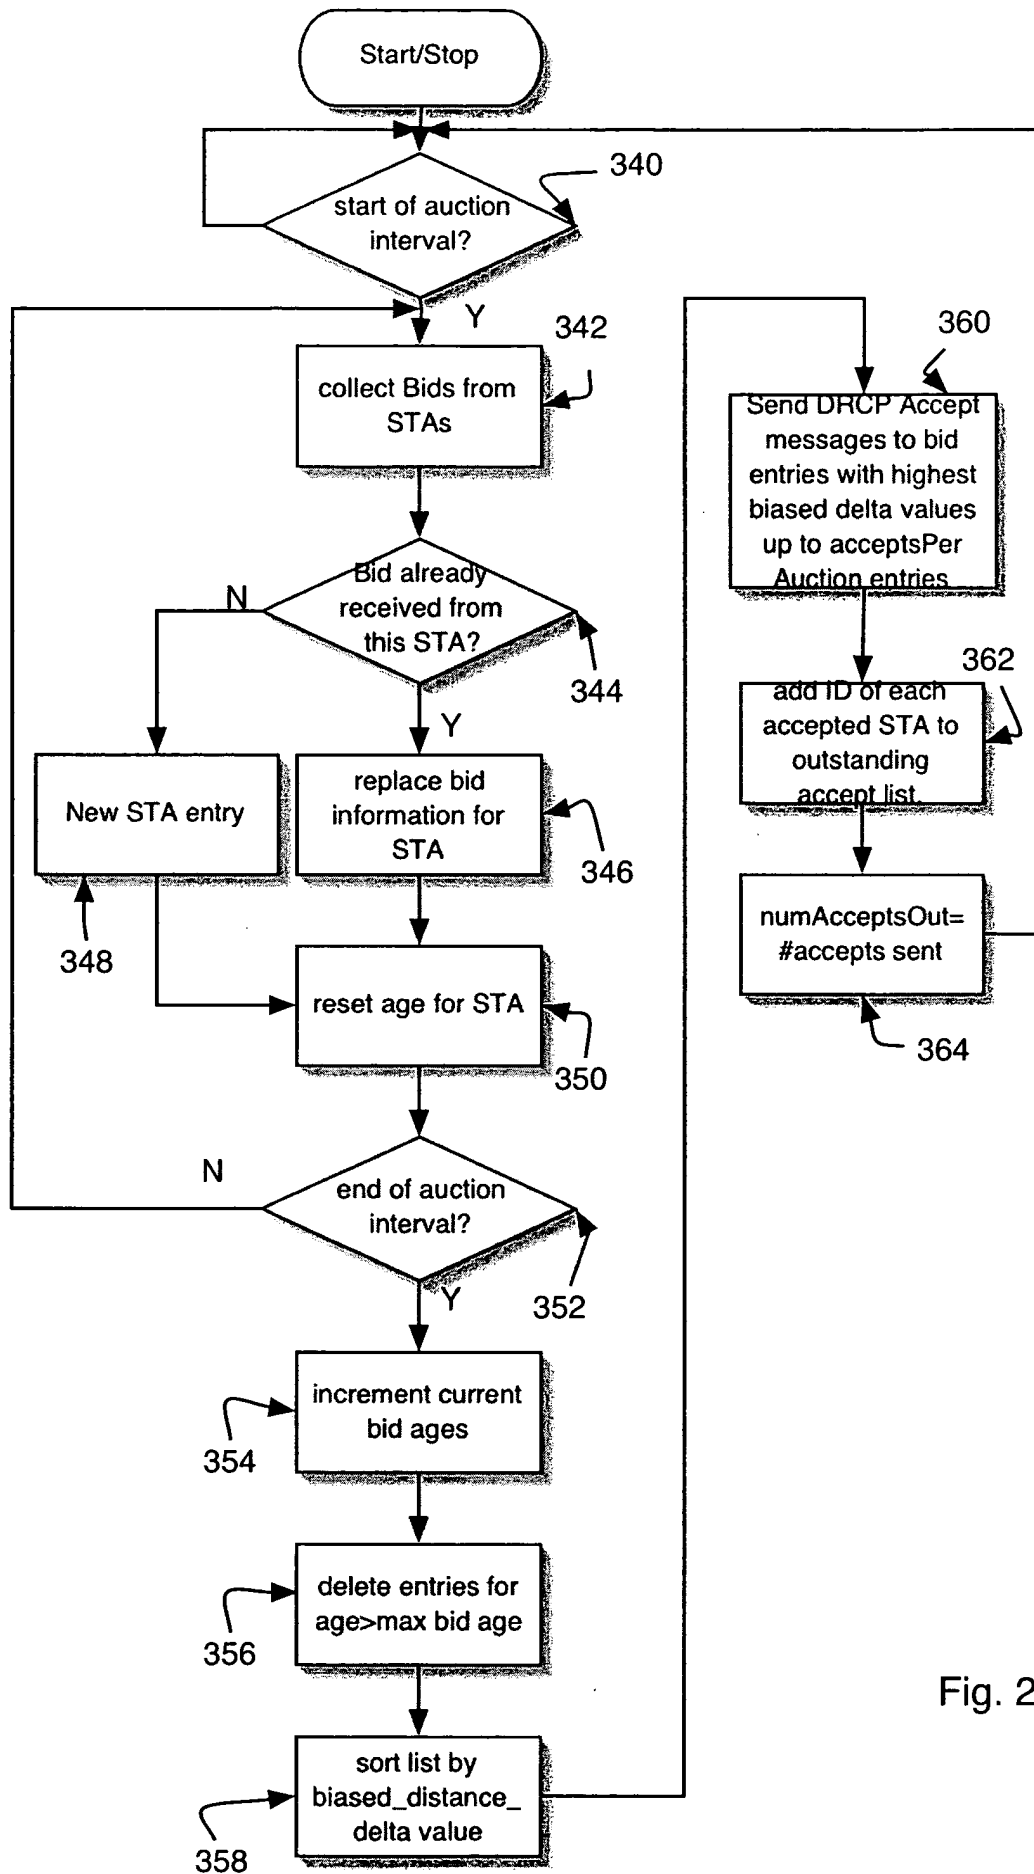 Start/Stop
340
start of auction
interval?
Y
342
collect Bids from
STAs
N
Bid already
received from
this STA?
344
Y
New STA entry
348
replace bid
information for
STA
346
reset age for STA
350
N
end of auction
interval?
352
Y
increment current
bid ages
354
delete entries for
age>max bid age
356
sort list by
biased_distance_
delta value
358
360
Send DRCP Accept
messages to bid
entries with highest
biased delta values
up to acceptsPer
Auction entries
362
add ID of each
accepted STA to
outstanding
accept list.
numAcceptsOut=
#accepts sent
364
Fig. 2